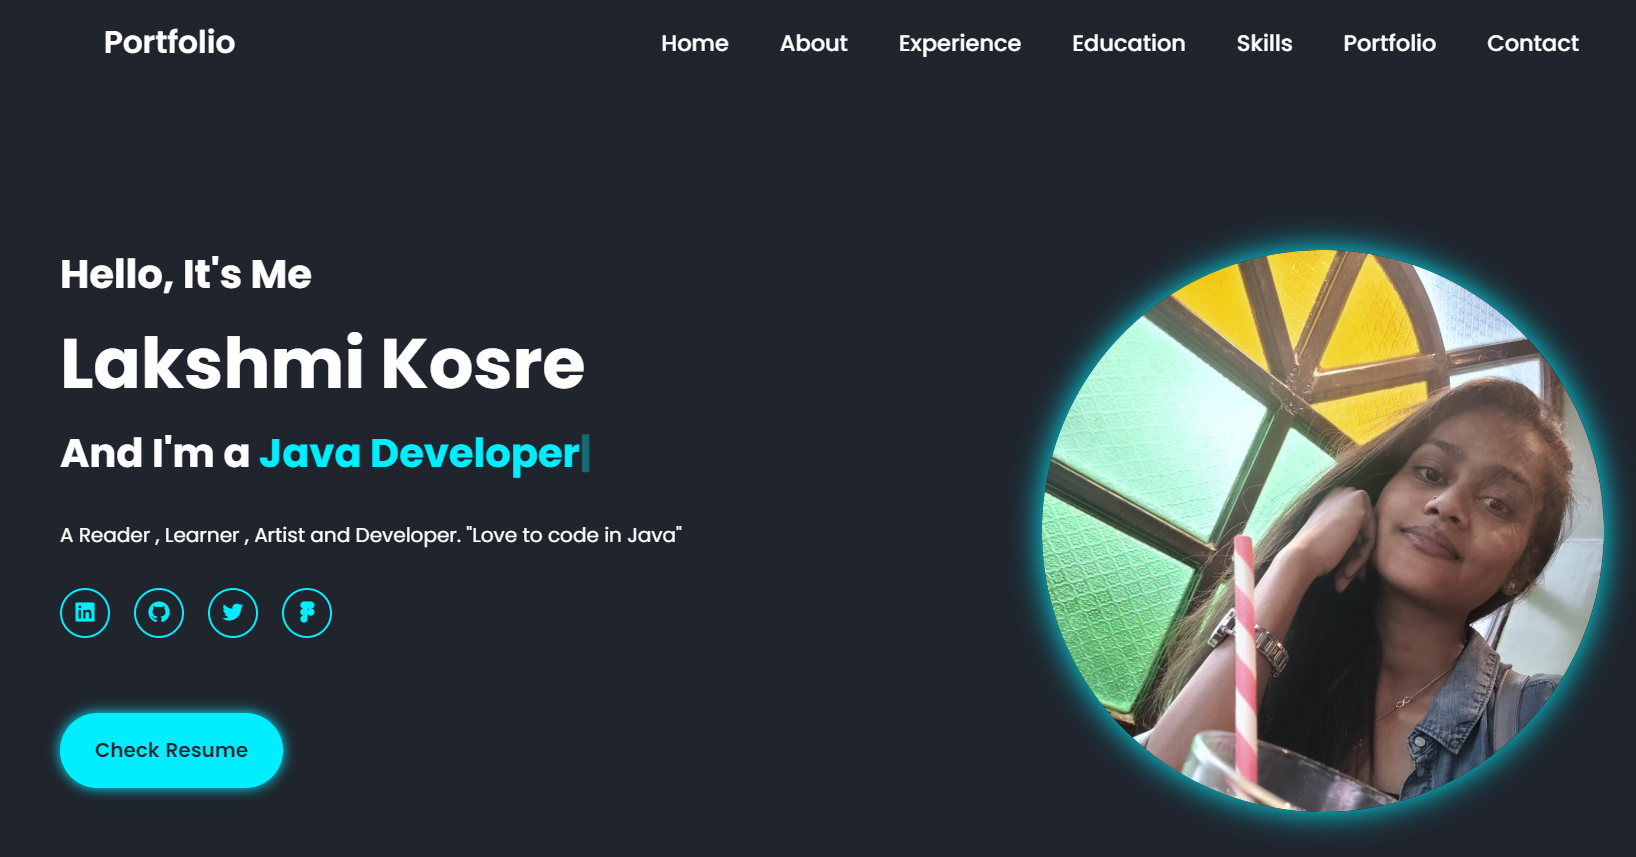 Portfolio
Home About Experience Education Skills Portfolio Contact
Hello, It's Me
Lakshmi Kosre
And I'm a Java Developer
A Reader , Learner , Artist and Developer. "Love to code in Java"
in
Check Resume